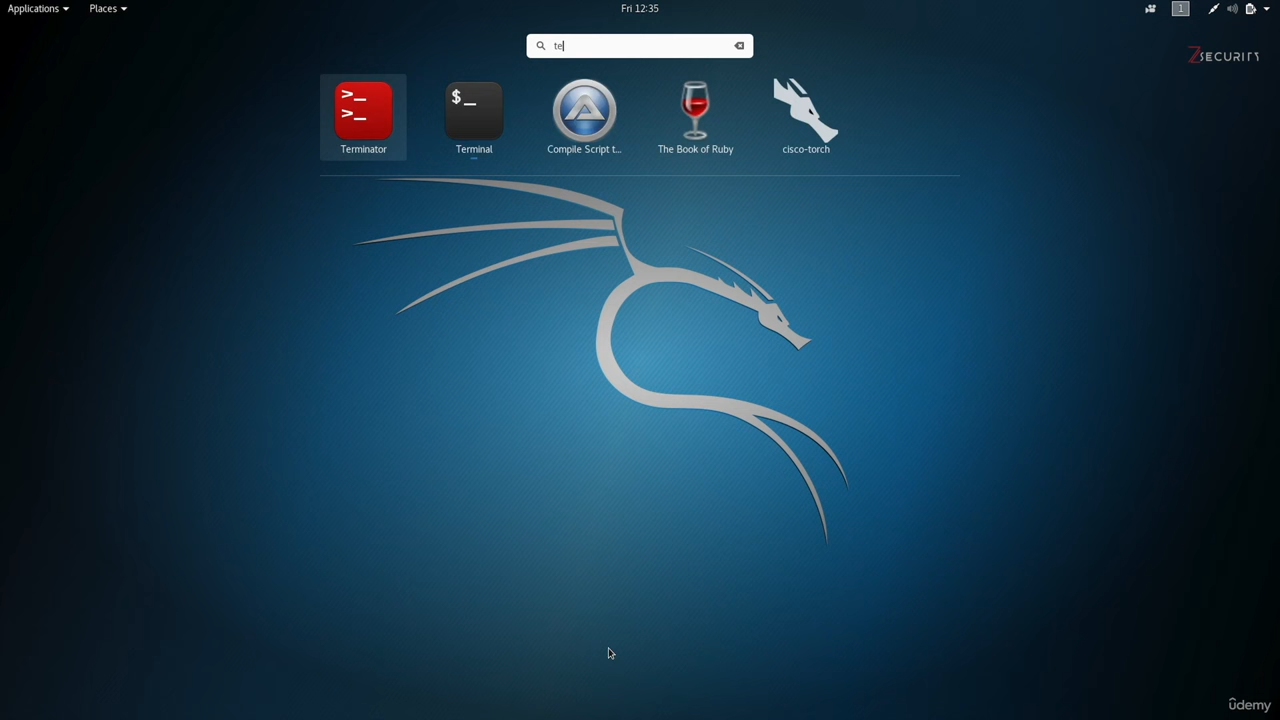 Applications Places Fri 12:35 1
ZSECURITY
te
>_
>_
$_
Terminator Terminal Compile Script t... The Book of Ruby cisco-torch
ûdemy